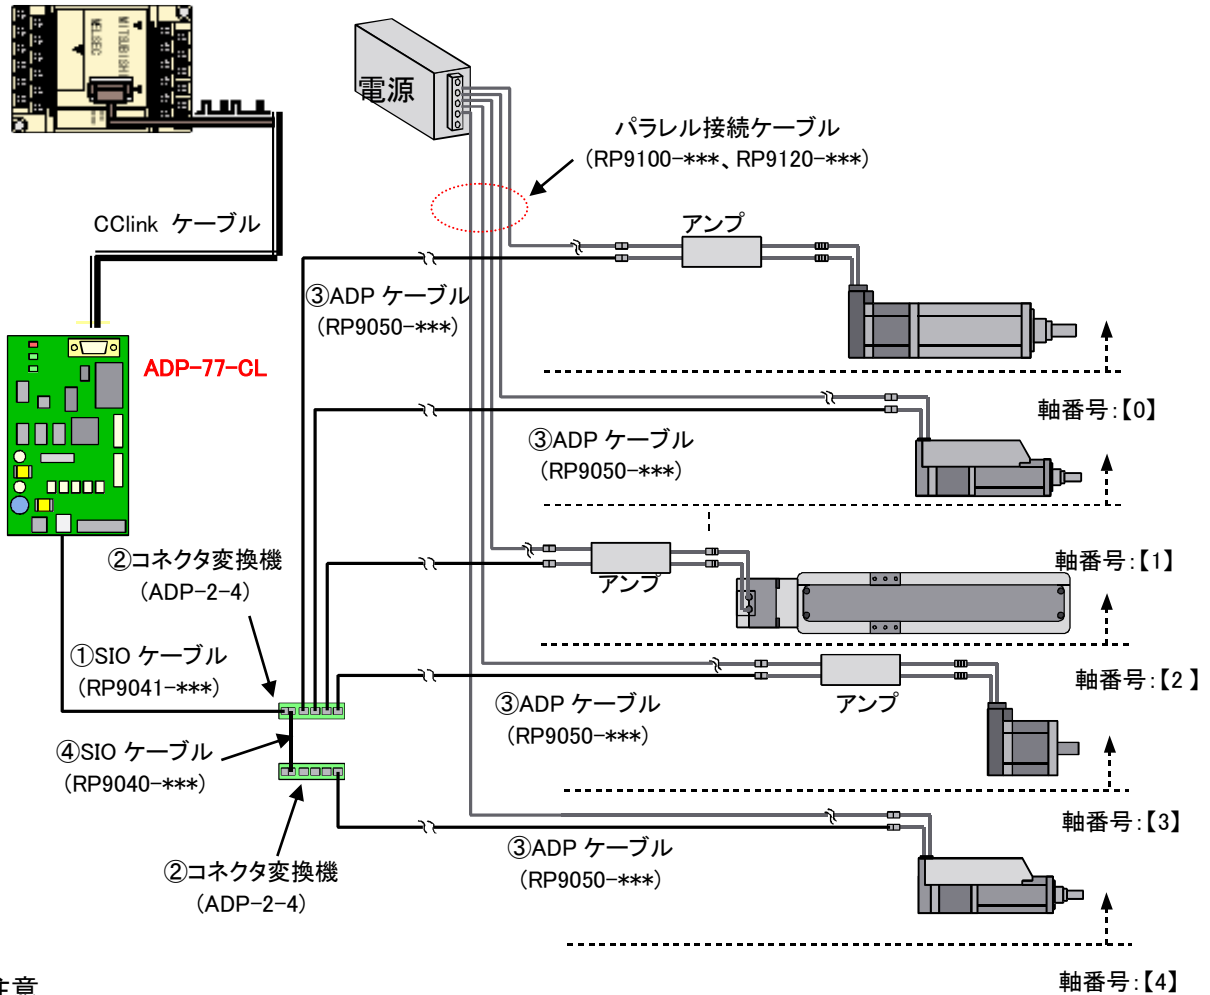 MITSUBISHI
MELSEC
電源
パラレル接続ケーブル
(RP9100-***、RP9120-***)
CClink ケーブル
アンプ
③ADP ケーブル
(RP9050-***)
ADP-77-CL
軸番号:【0】
③ADP ケーブル
(RP9050-***)
②コネクタ変換機
(ADP-2-4)
アンプ
軸番号:【1】
①SIO ケーブル
(RP9041-***)
軸番号:【2 】
③ADP ケーブル
(RP9050-***)
アンプ
④SIO ケーブル
(RP9040-***)
軸番号:【3】
③ADP ケーブル
(RP9050-***)
②コネクタ変換機
(ADP-2-4)
軸番号:【4】